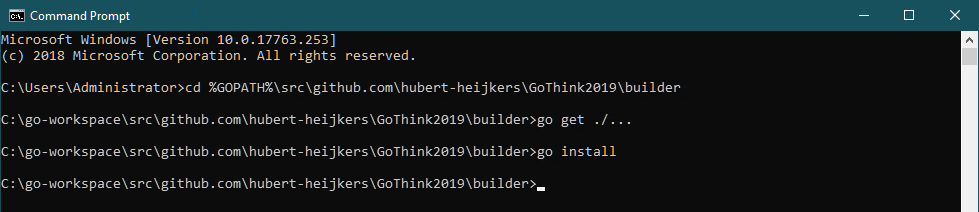 Command Prompt
Microsoft Windows [Version 10.0.17763.253]
(c) 2018 Microsoft Corporation. All rights reserved.
C:\Users\Administrator>cd %GOPATH%\src\github.com\hubert-heijkers\GoThink2019\builder
C:\go-workspace\src\github.com\hubert-heijkers\GoThink2019\builder>go get ./...
C:\go-workspace\src\github.com\hubert-heijkers\GoThink2019\builder>go install
C:\go-workspace\src\github.com\hubert-heijkers\GoThink2019\builder>